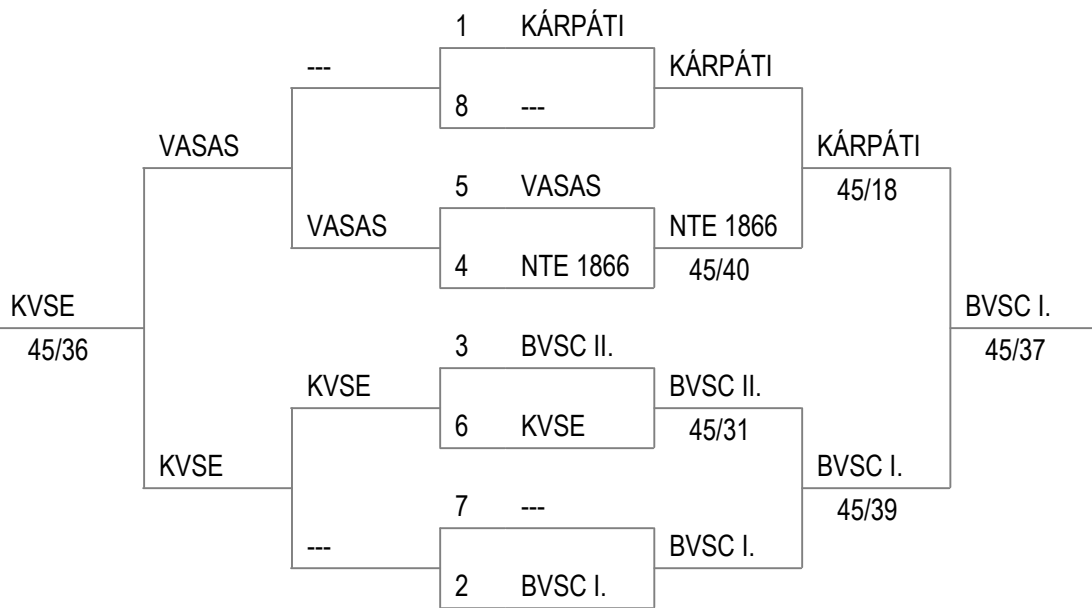 1 KÁRPÁTI
--- KÁRPÁTI
8 ---
VASAS KÁRPÁTI
5 VASAS 45/18
VASAS NTE 1866
4 NTE 1866 45/40
KVSE BVSC I.
45/36 3 BVSC II. 45/37
KVSE BVSC II.
6 KVSE 45/31
KVSE BVSC I.
7 --- 45/39
--- BVSC I.
2 BVSC I.